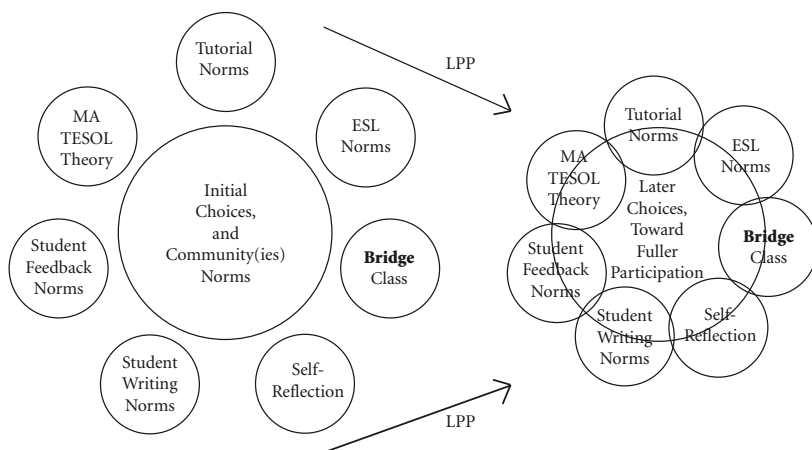 Tutorial
Norms
MA
TESOL
Theory
ESL
Norms
Initial
Choices,
and
Community(ies)
Norms
Student
Feedback
Norms
Bridge
Class
Student
Writing
Norms
Self-
Reflection
LPP
LPP
Tutorial
Norms
MA
TESOL
Theory
ESL
Norms
Later
Choices,
Toward
Fuller
Participation
Student
Feedback
Norms
Bridge
Class
Student
Writing
Norms
Self-
Reflection